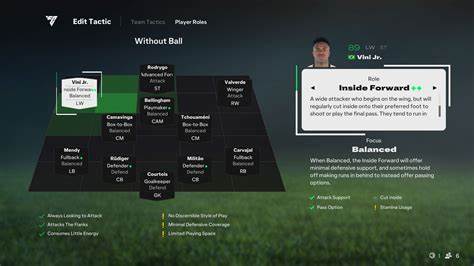 Edit Tactic
Team Tactics
Player Roles
Without Ball
Vini Jr.
Inside Forward++
Balanced
LW
Rodrygo
Advanced Fon
Attack
ST
Valverde
Winger
Attack
RW
Bellingham
Playmaker+
Balanced
CAM
Camavinga
Box-to-Box
Balanced
CM
Tchouaméni
Box-to-Box
Balanced
CM
Mendy
Fullback
Balanced
LB
Rüdiger
Defender+
Defend
CB
Militão
Defender+
Defend
CB
Carvajal
Fullback
Balanced
RB
Courtois
Goalkeeper
Defend
GK
Always Looking to Attack
Attacks The Flanks
Consumes Little Energy
No Discernible Style of Play
Minimal Defensive Coverage
Limited Playing Space
89 LW ST
Vini Jr.
Role
Inside Forward++
A wide attacker who begins on the wing, but will
regularly cut inside onto their preferred foot to
shoot or play the final pass. They tend to run in
Focus
Balanced
When Balanced, the Inside Forward will offer
minimal defensive support, and sometimes hold
off making runs in behind to instead offer passing
options.
Attack Support
Cut Inside
Pass Option
Stamina Usage
1
6